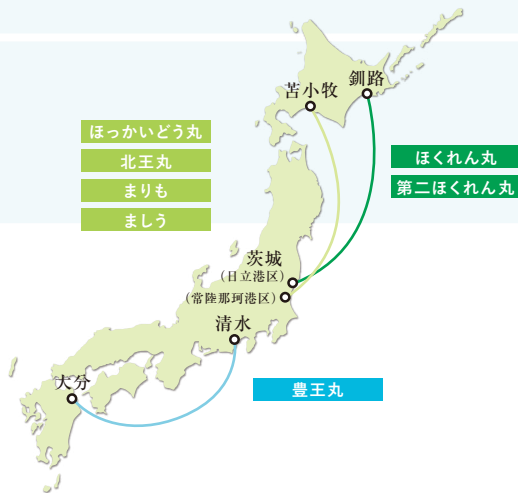 釧路
苫小牧
ほっかいどう丸
北王丸
まりも
ましう
ほくれん丸
第二ほくれん丸
茨城
（日立港区）
（常陸那珂港区）
清水
大分
豊王丸